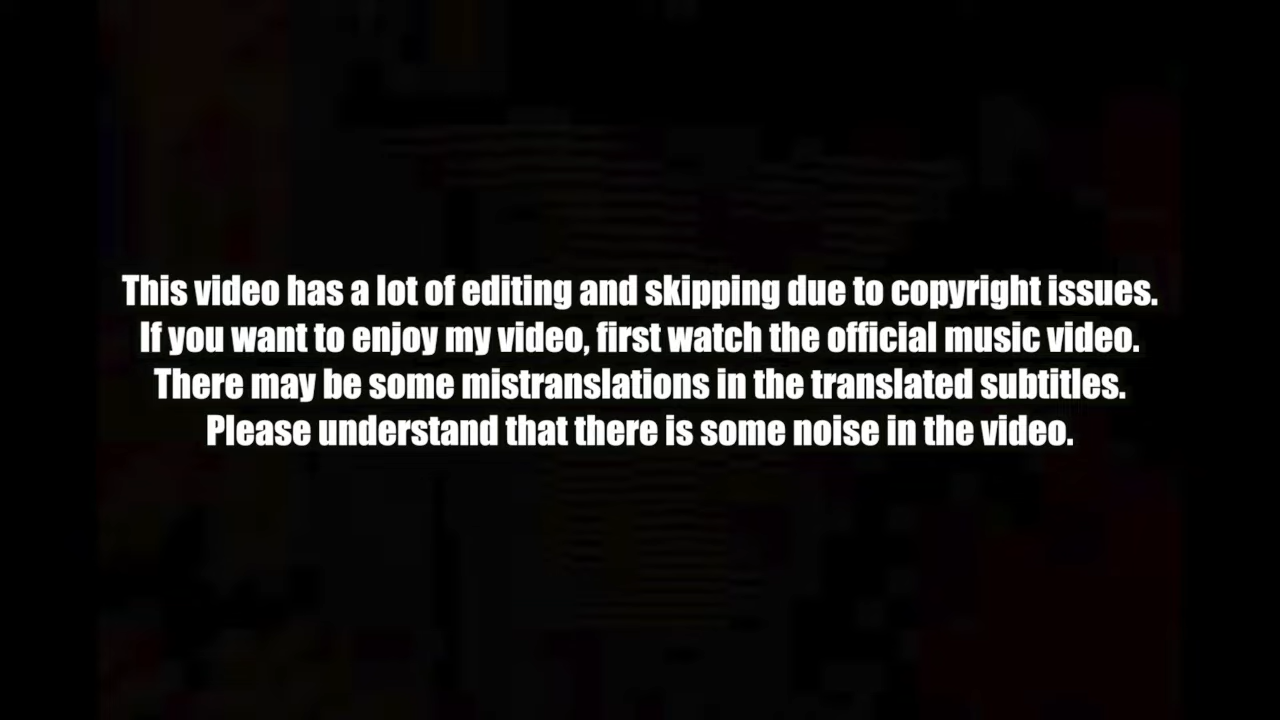 This video has a lot of editing and skipping due to copyright issues.
If you want to enjoy my video, first watch the official music video.
There may be some mistranslations in the translated subtitles.
Please understand that there is some noise in the video.